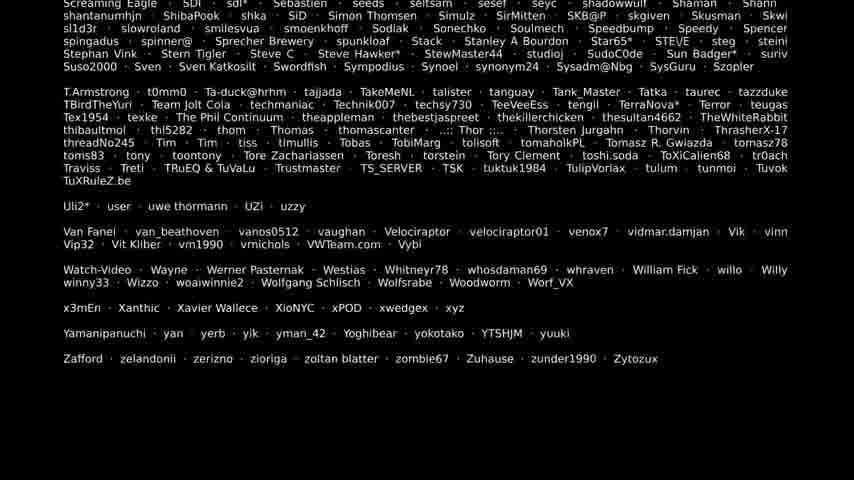 Screaming Eagle · SDI · sdi* · Sebastien · seeds · seltsam · sesef · seyc · shadowwulf · Shaman · Shann
shantanumhjn · ShibaPook · shka · SiD · Simon Thomsen · Simulz · SirMitten · SKB@P · skgiven · Skusman · Skwi
sl1d3r · slowroland · smilesvua · smoenkhoff · Sodiak · Sonechko · Soulmech · Speedbump · Speedy · Spencer
spingadus · spinner@ · Sprecher Brewery · spunkloaf · Stack · Stanley A Bourdon · Star65* · STE\/E · steg · steini
Stephan Vink · Stern Tigler · Steve C · Steve Hawker* · StewMaster44 · studioj · SudoC0de · Sun Badger* · suriv
Suso2000 · Sven · Sven Katkosilt · Swordfish · Sympodius · Synoel · synonym24 · Sysadm@Nbg · SysGuru · Szopler
T.Armstrong · t0mm0 · Ta-duck@hrhm · tajjada · TakeMeNL · talister · tanguay · Tank_Master · Tatka · taurec · tazzduke
TBirdTheYuri · Team Jolt Cola · techmaniac · Technik007 · techsy730 · TeeVeeEss · tengil · TerraNova* · Terror · teugas
Tex1954 · texke · The Phil Continuum · theappleman · thebestjaspreet · thekillerchicken · thesultan4662 · TheWhiteRabbit
thibaultmol · thl5282 · thom · Thomas · thomascanter · ..:: Thor ::.. · Thorsten Jurgahn · Thorvin · ThrasherX-17
threadNo245 · Tim · Tim · tiss · tlmullis · Tobas · TobiMarg · tolisoft · tomaholkPL · Tomasz R. Gwiazda · tomasz78
toms83 · tony · toontony · Tore Zachariassen · Toresh · torstein · Tory Clement · toshi.soda · ToXiCalien68 · tr0ach
Traviss · Treti · TRuEQ & TuVaLu · Trustmaster · TS_SERVER · TSK · tuktuk1984 · TulipVorlax · tulum · tunmoi · Tuvok
TuXRuleZ.be
Uli2* · user · uwe thormann · UZi · uzzy
Van Fanel · van_beathoven · vanos0512 · vaughan · Velociraptor · velociraptor01 · venox7 · vidmar.damjan · Vik · vinn
Vip32 · Vit Kliber · vm1990 · vmichols · VWTeam.com · Vybi
Watch-Video · Wayne · Werner Pasternak · Westias · Whitneyr78 · whosdaman69 · whraven · William Fick · willo · Willy
winny33 · Wizzo · woaiwinnie2 · Wolfgang Schlisch · Wolfsrabe · Woodworm · Worf_VX
x3mEn · Xanthic · Xavier Wallece · XioNYC · xPOD · xwedgex · xyz
Yamanipanuchi · yan · yerb · yik · yman_42 · Yoghibear · yokotako · YTSHJM · yuuki
Zafford · zelandonii · zerizno · zioriga · zoltan blatter · zombie67 · Zuhause · zunder1990 · Zytozux